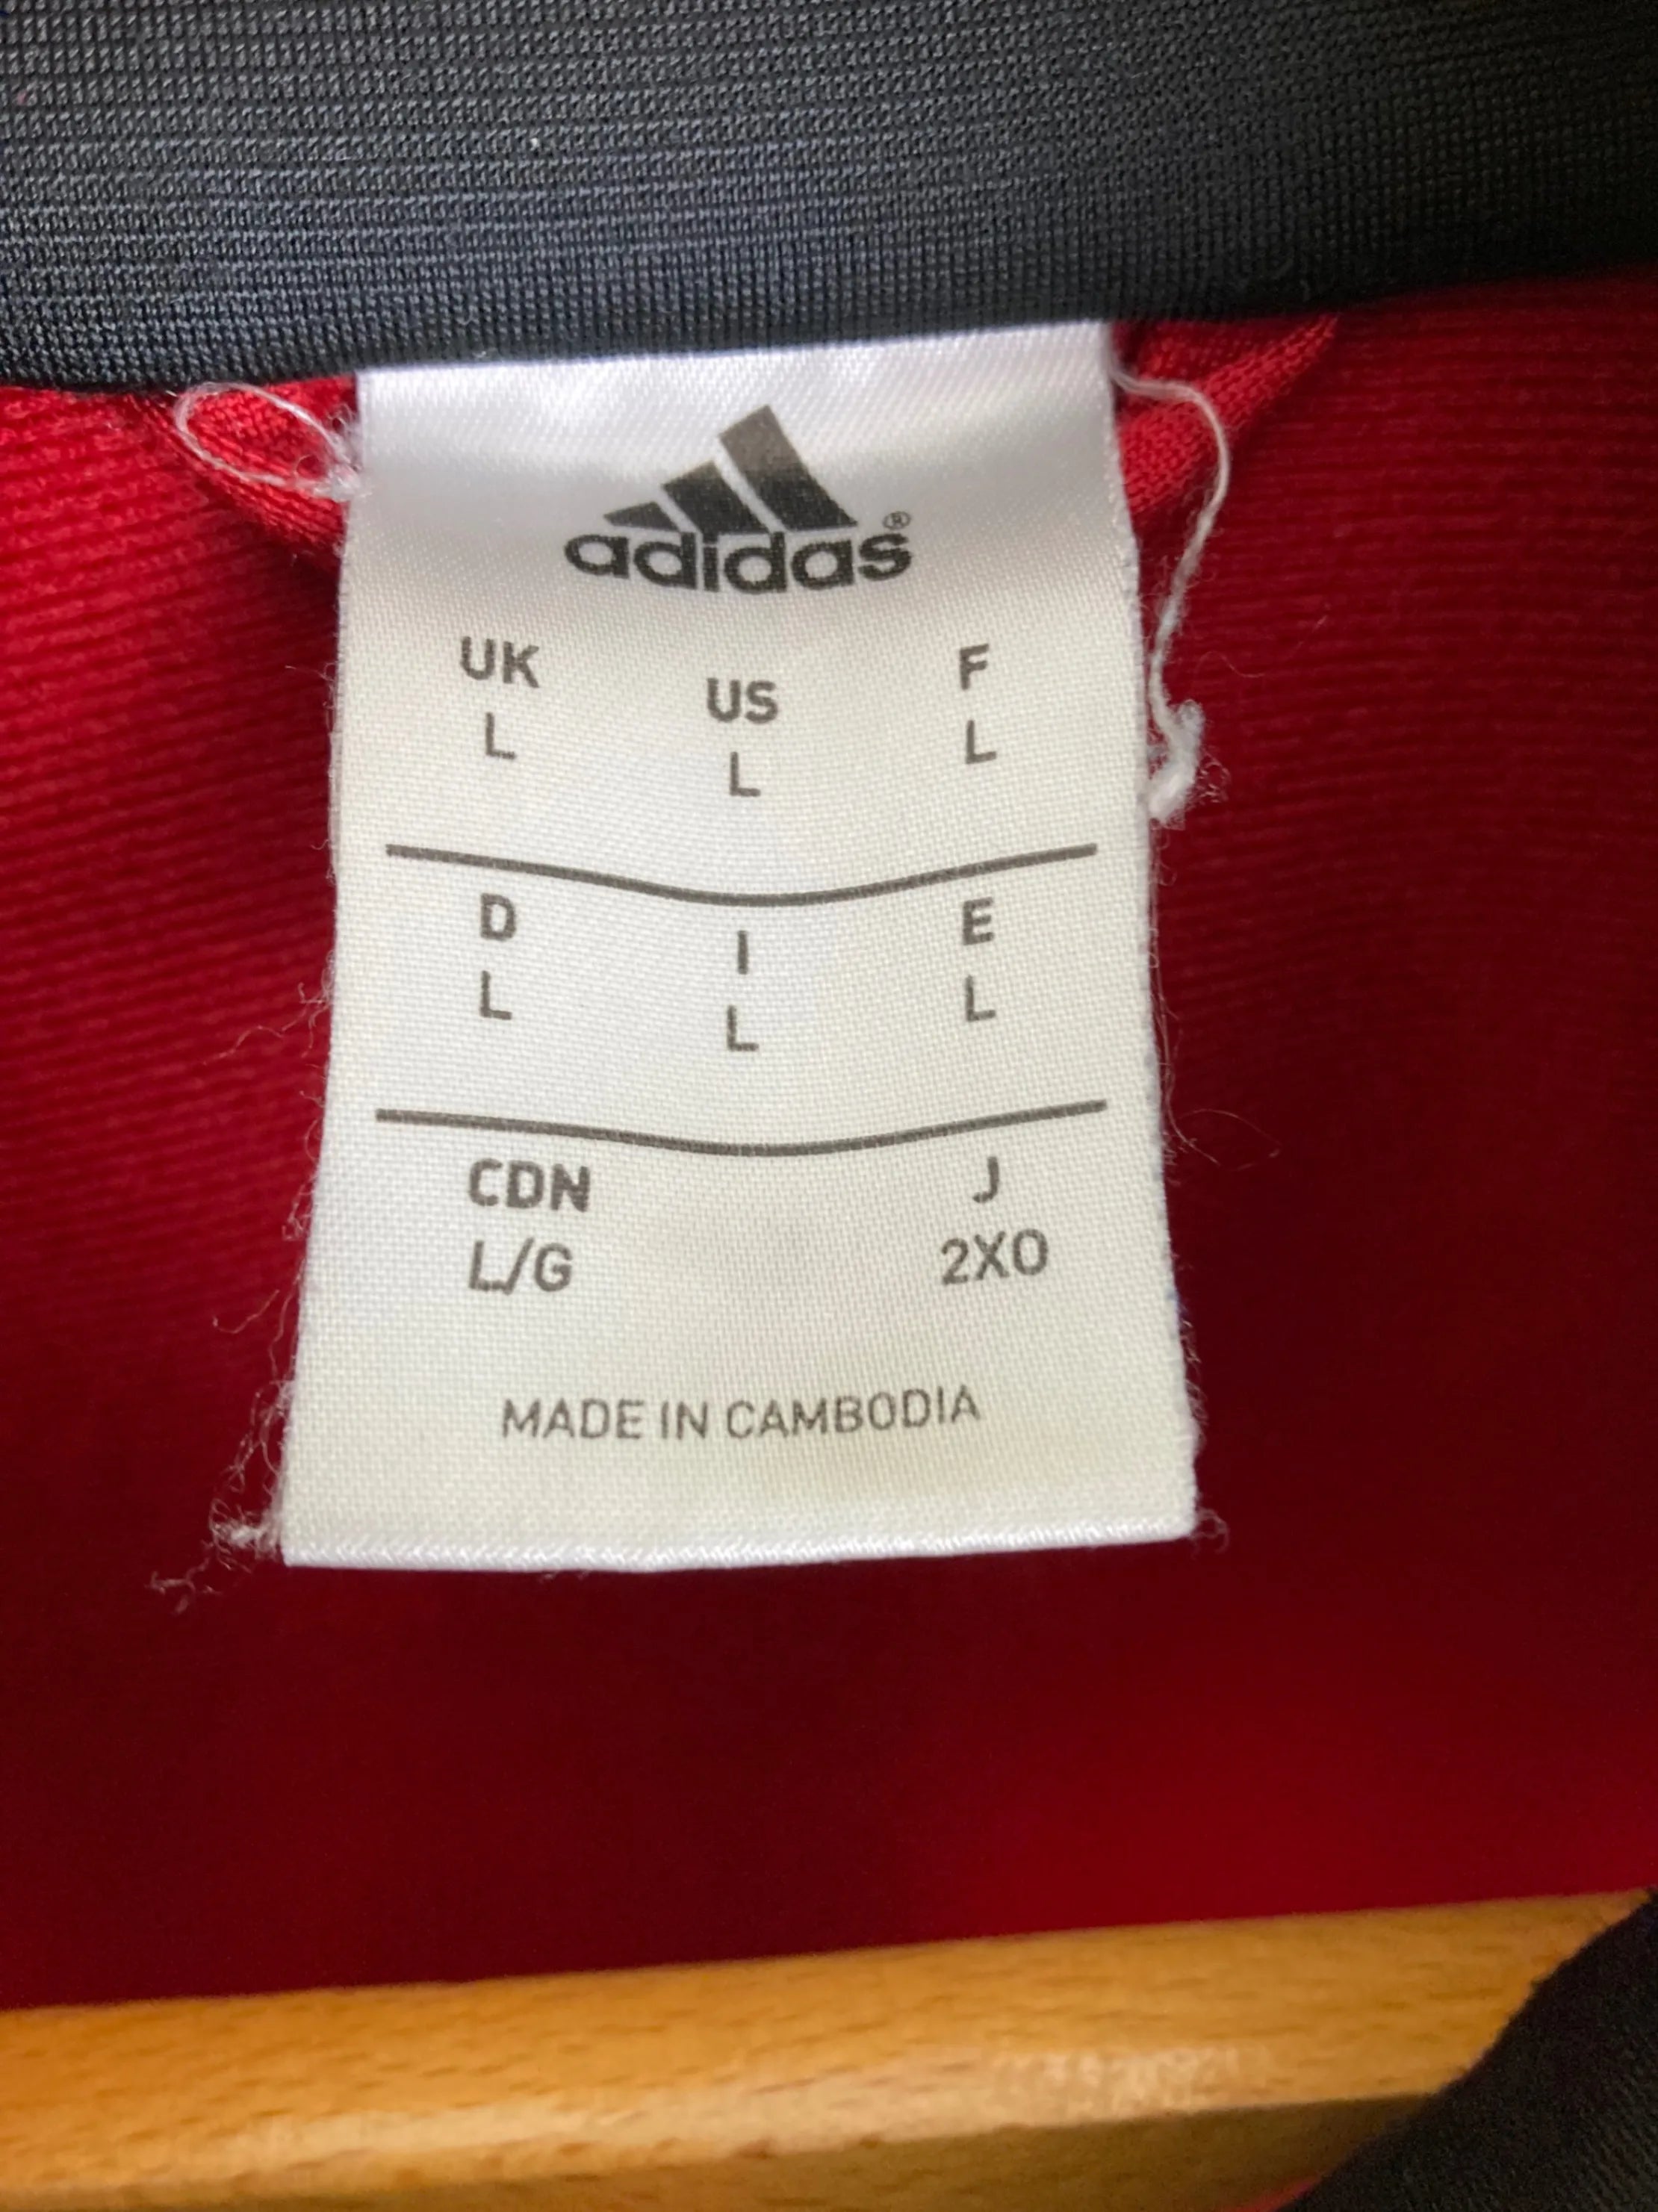 adidas®
UK US F
L L L
D I E
L L L
CDN J
L/G 2XO
MADE IN CAMBODIA